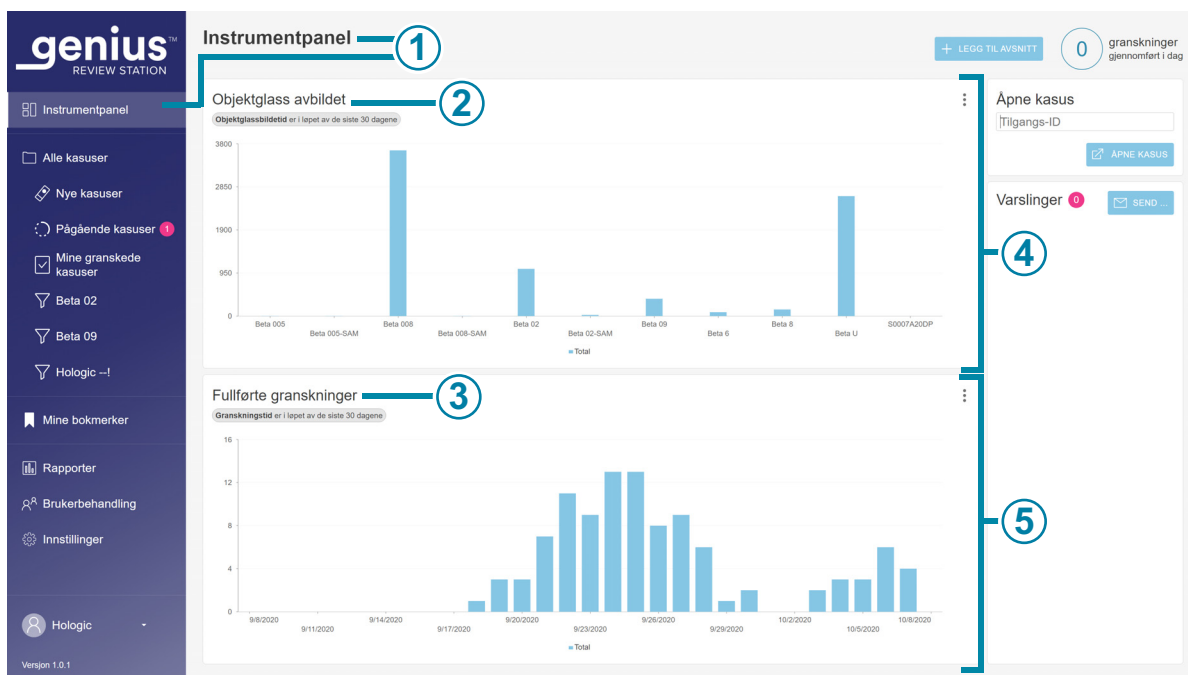 genius™
REVIEW STATION
Instrumentpanel
Alle kasuser
Nye kasuser
Pågående kasuser 1
Mine granskede
kasuser
Beta 02
Beta 09
Hologic --!
Mine bokmerker
Rapporter
Brukerbehandling
Innstillinger
Hologic
Versjon 1.0.1
Instrumentpanel
1
LEGG TIL AVSNITT
0
granskninger
gjennomført i dag
Objektglass avbildet
2
Objektglassbildetid er i løpet av de siste 30 dagene
3800
2850
1900
950
0
Beta 005
Beta 005-SAM
Beta 008
Beta 008-SAM
Beta 02
Beta 02-SAM
Beta 09
Beta 6
Beta 8
Beta U
S0007A20DP
Total
4
Fullførte granskninger
3
Granskningstid er i løpet av de siste 30 dagene
16
12
8
4
0
9/8/2020
9/11/2020
9/14/2020
9/17/2020
9/20/2020
9/23/2020
9/26/2020
9/29/2020
10/2/2020
10/5/2020
10/8/2020
Total
5
Åpne kasus
Tilgangs-ID
ÅPNE KASUS
Varslinger 0
SEND ...